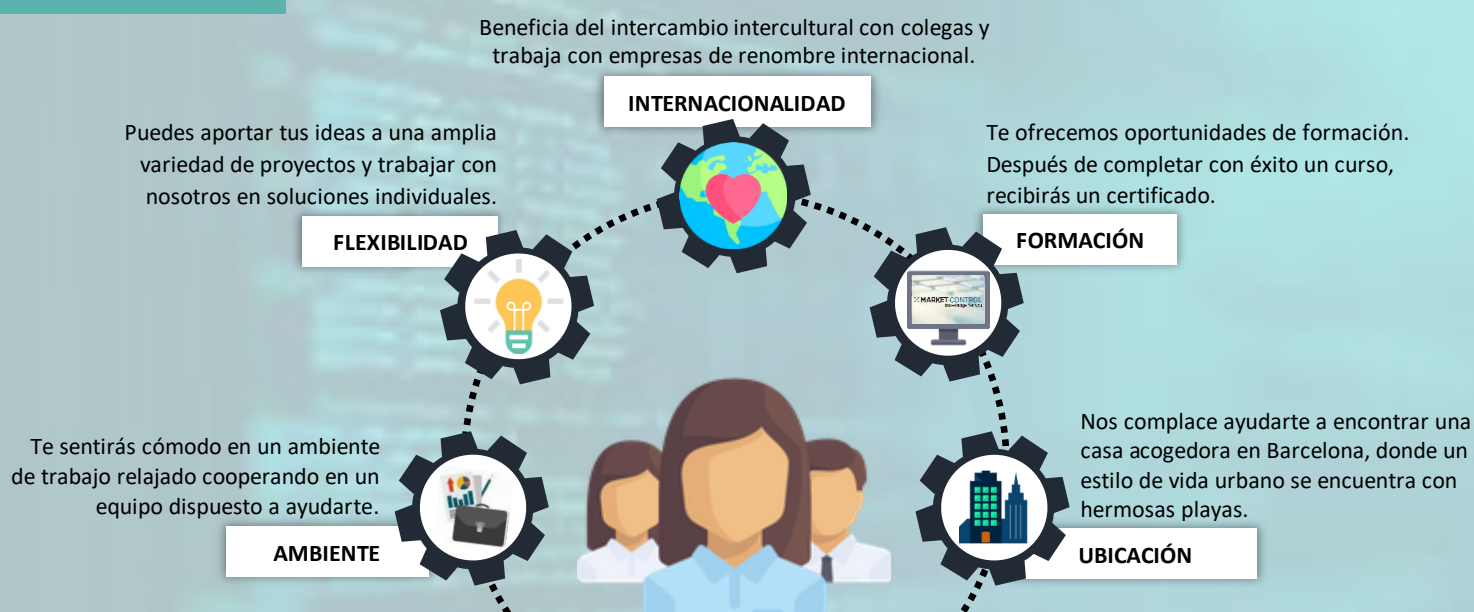 Beneficia del intercambio intercultural con colegas y
trabaja con empresas de renombre internacional.
INTERNACIONALIDAD
Puedes aportar tus ideas a una amplia
variedad de proyectos y trabajar con
nosotros en soluciones individuales.
FLEXIBILIDAD
Te ofrecemos oportunidades de formación.
Después de completar con éxito un curso,
recibirás un certificado.
FORMACIÓN
MARKET-CONTROL
Te sentirás cómodo en un ambiente
de trabajo relajado cooperando en un
equipo dispuesto a ayudarte.
AMBIENTE
Nos complace ayudarte a encontrar una
casa acogedora en Barcelona, donde un
estilo de vida urbano se encuentra con
hermosas playas.
UBICACIÓN